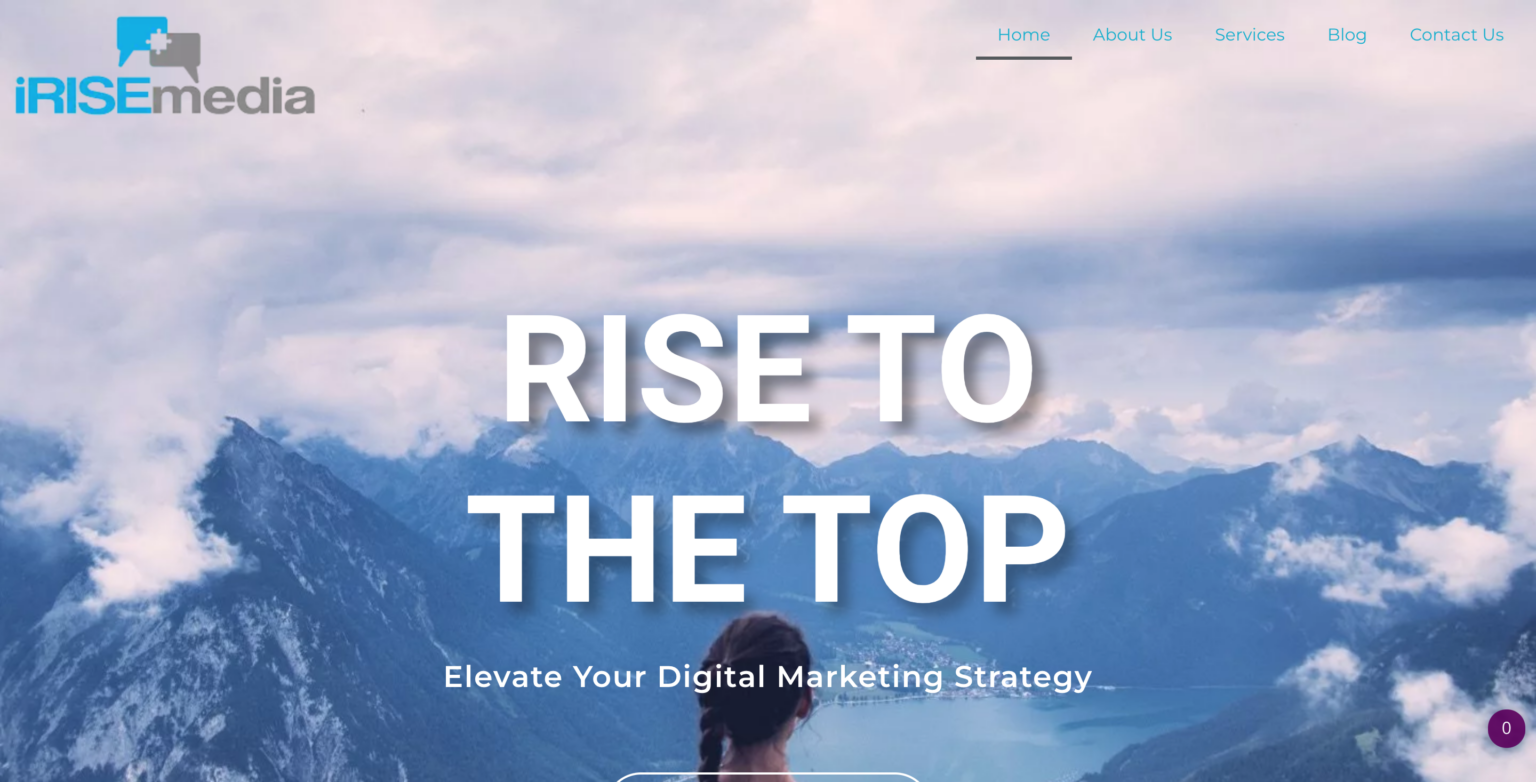 iRISEmedia
Home About Us Services Blog Contact Us
RISE TO
THE TOP
Elevate Your Digital Marketing Strategy
0